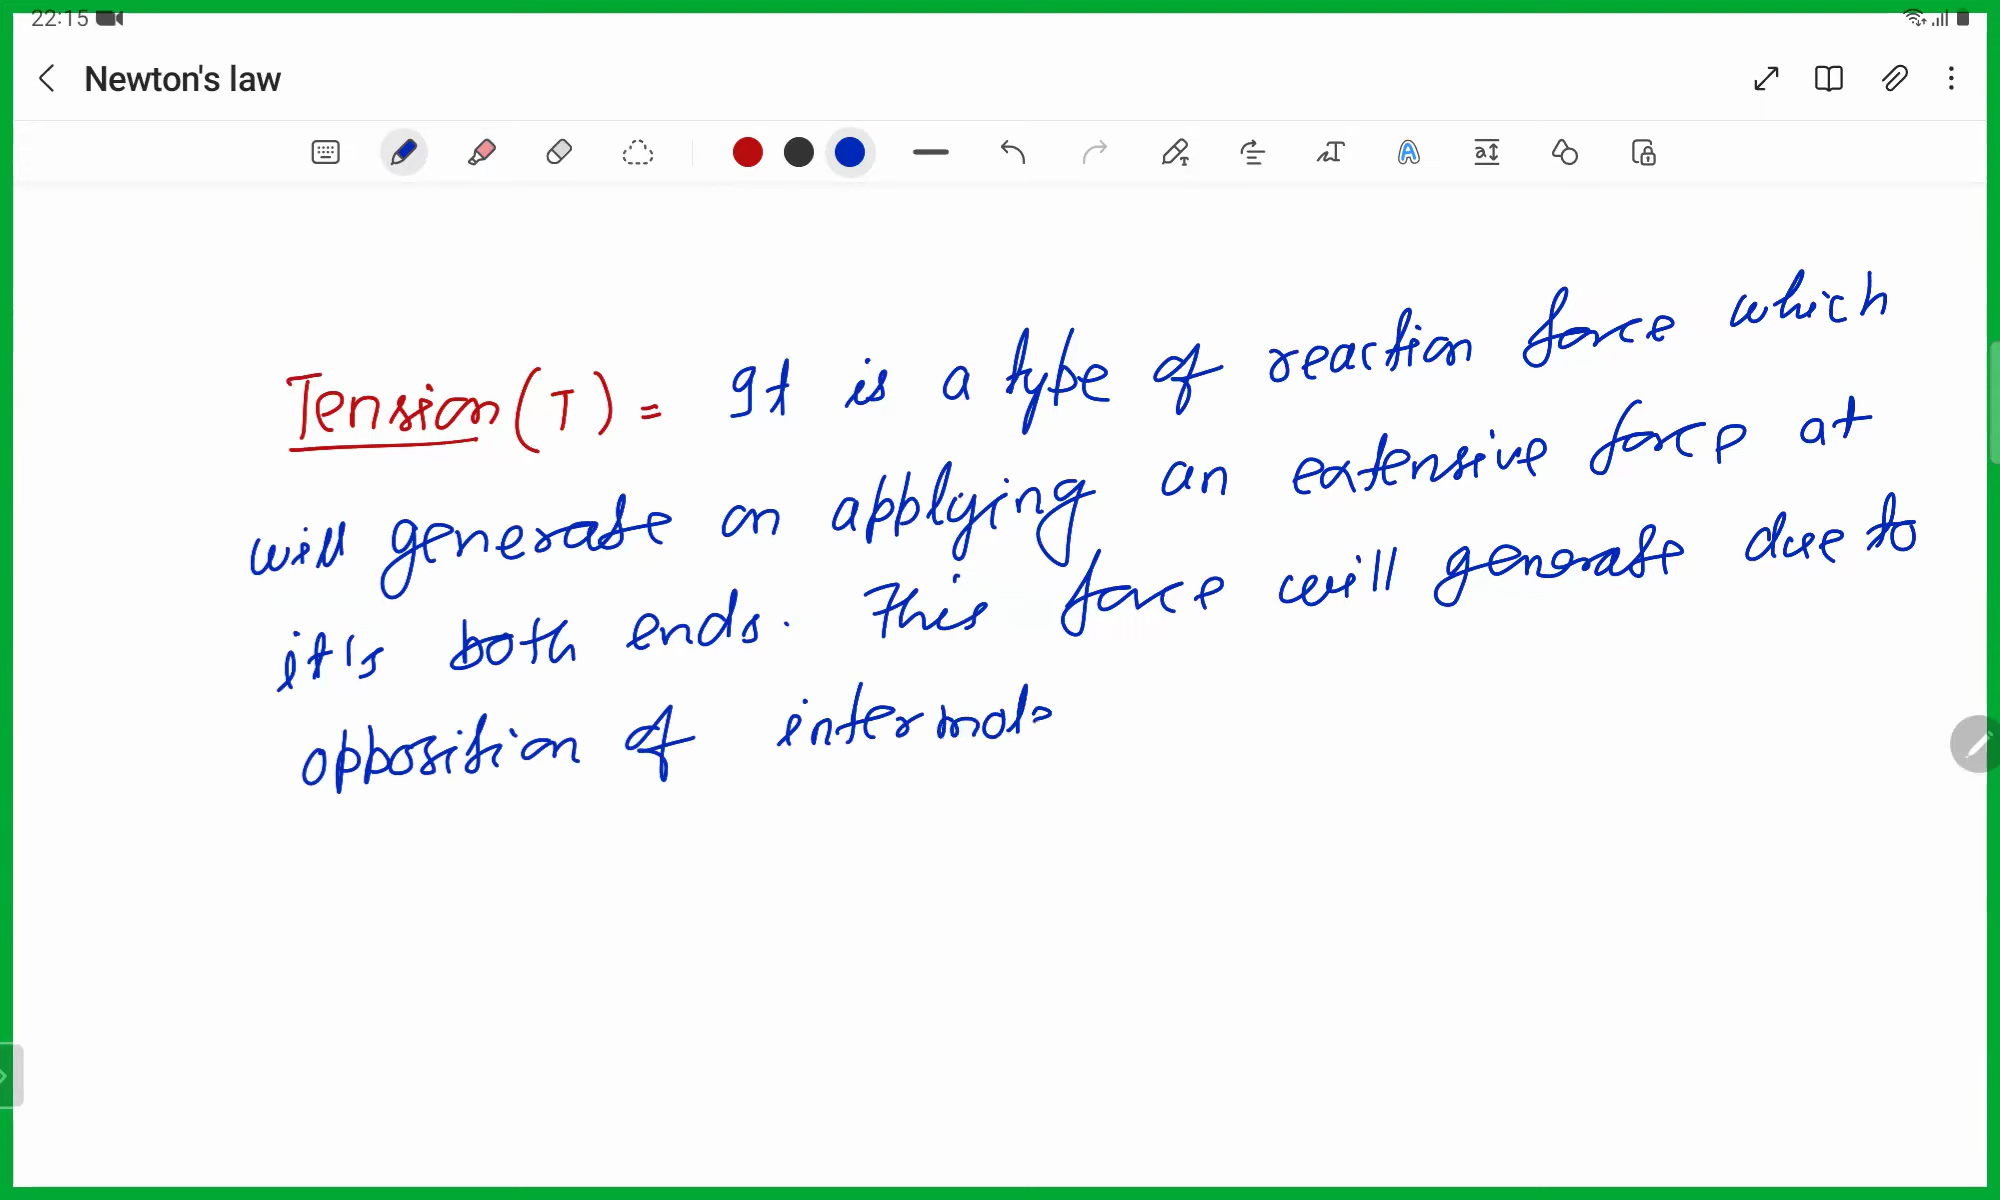 22:15
Newton's law
Tension (T) = It is a type of reaction force which
will generate on applying an extensive force at
it's both ends. This force will generate due to
opposition of intermole